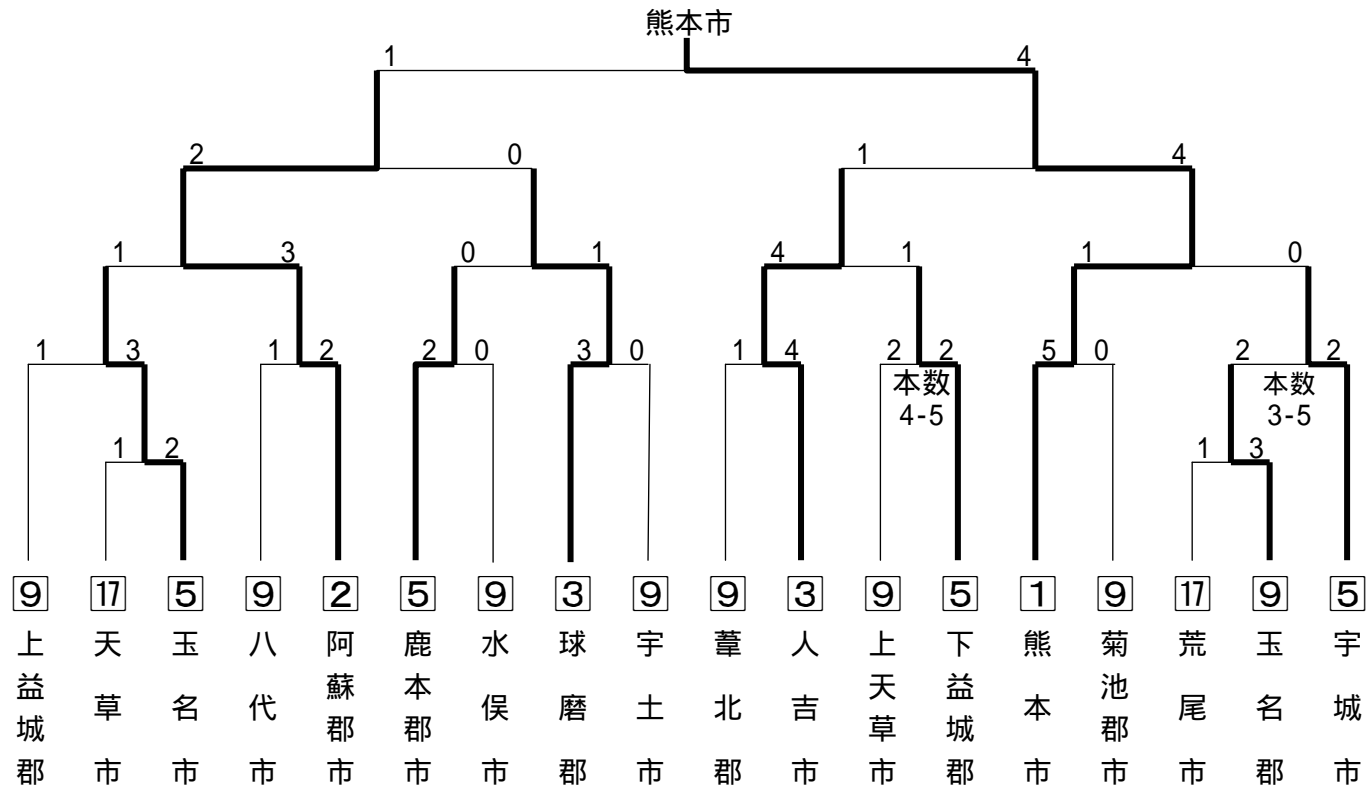 熊本市
1 4
2 0 1 4
1 3 0 1 4 1 1 0
1 3 1 2 2 0 3 0 1 4 2 2 5 0 2 2
本数 本数
4-5 3-5
1 2 1 3
9 17 5 9 2 5 9 3 9 9 3 9 5 1 9 17 9 5
上益城郡
天草市
玉名市
八代市
阿蘇郡市
鹿本郡市
水俣市
球磨郡
宇土市
葦北郡
人吉市
上天草市
下益城郡
熊本市
菊池郡市
荒尾市
玉名郡
宇城市